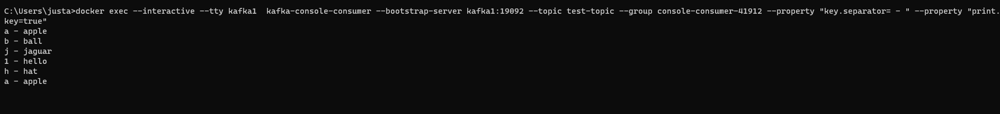 C:\Users\justa>docker exec --interactive --tty kafka1  kafka-console-consumer --bootstrap-server kafka1:19092 --topic test-topic --group console-consumer-41912 --property "key.separator= - " --property "print.
key=true"
a - apple
b - ball
j - jaguar
1 - hello
h - hat
a - apple